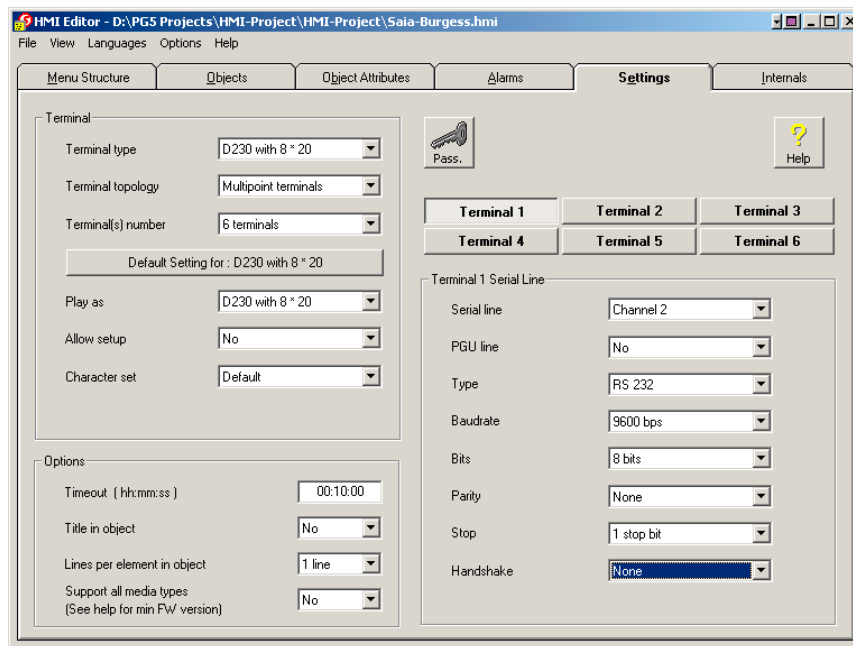 HMI Editor - D:\PG5 Projects\HMI-Project\HMI-Project\Saia-Burgess.hmi
File View Languages Options Help
Menu Structure Objects Object Attributes Alarms Settings Internals
Terminal
Terminal type D230 with 8 * 20
Terminal topology Multipoint terminals
Terminal(s) number 6 terminals
Default Setting for : D230 with 8 * 20
Play as D230 with 8 * 20
Allow setup No
Character set Default
Options
Timeout ( hh:mm:ss ) 00:10:00
Title in object No
Lines per element in object 1 line
Support all media types
(See help for min FW version) No
Pass.
? Help
Terminal 1 Terminal 2 Terminal 3
Terminal 4 Terminal 5 Terminal 6
Terminal 1 Serial Line
Serial line Channel 2
PGU line No
Type RS 232
Baudrate 9600 bps
Bits 8 bits
Parity None
Stop 1 stop bit
Handshake None